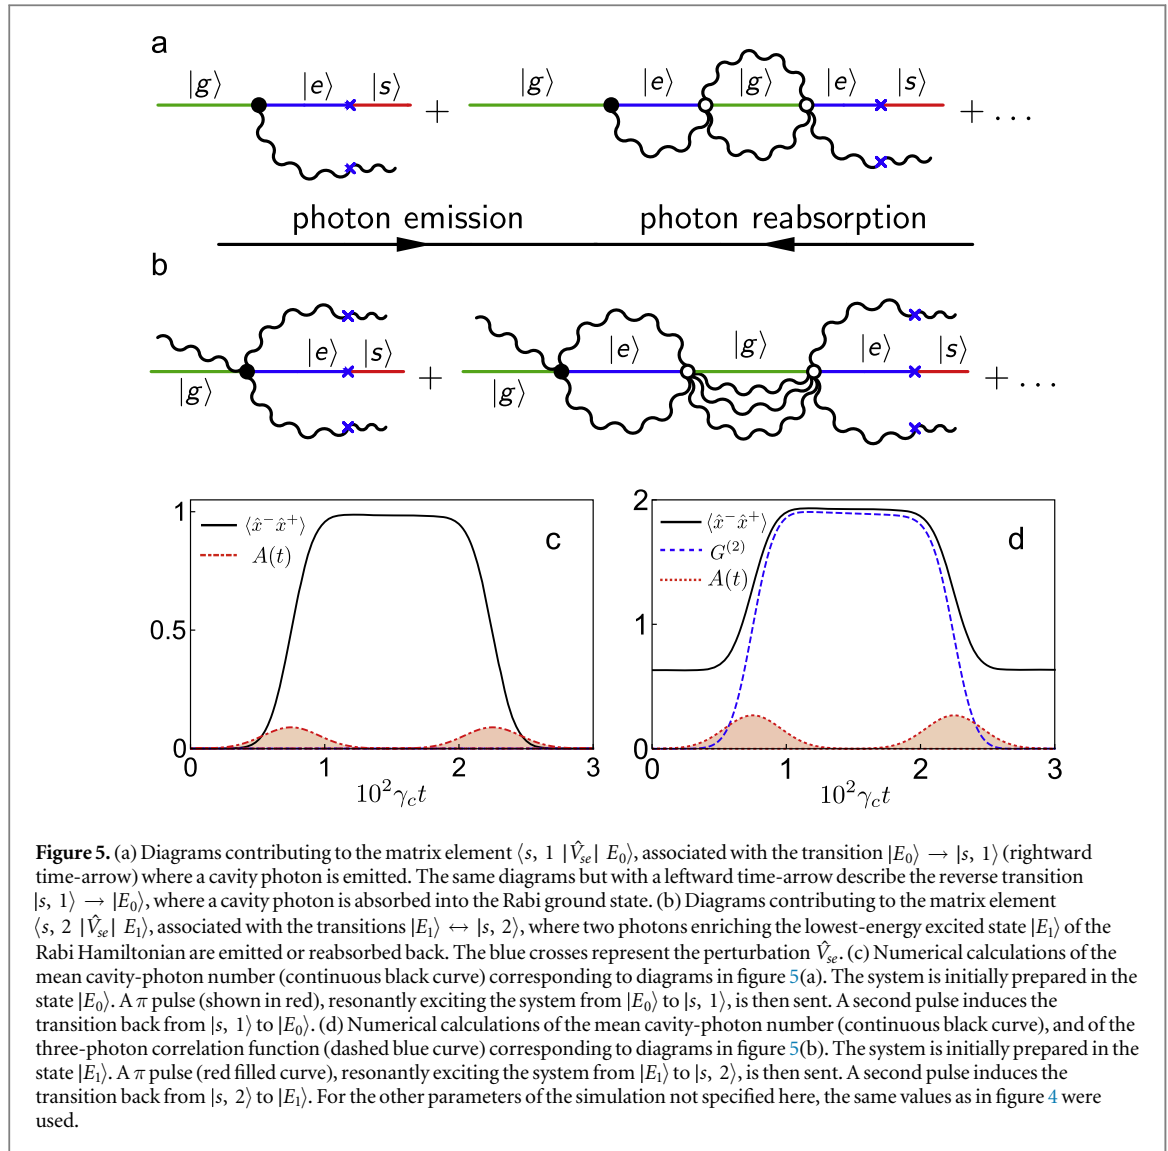 a
|g⟩ |e⟩ |s⟩ + |g⟩ |e⟩ |g⟩ |e⟩ |s⟩ + ...
photon emission photon reabsorption
b
|g⟩ |e⟩ |s⟩ + |g⟩ |e⟩ |g⟩ |e⟩ |s⟩ + ...
1
0.5
0
⟨x̂⁻x̂⁺⟩
A(t)
c
0 1 2 3
10²γ_c t
2
1
0
⟨x̂⁻x̂⁺⟩
G⁽²⁾
A(t)
d
0 1 2 3
10²γ_c t
Figure 5. (a) Diagrams contributing to the matrix element ⟨s, 1 |V̂_se| E₀⟩, associated with the transition |E₀⟩ → |s, 1⟩ (rightward
time-arrow) where a cavity photon is emitted. The same diagrams but with a leftward time-arrow describe the reverse transition
|s, 1⟩ → |E₀⟩, where a cavity photon is absorbed into the Rabi ground state. (b) Diagrams contributing to the matrix element
⟨s, 2 |V̂_se| E₁⟩, associated with the transitions |E₁⟩ ↔ |s, 2⟩, where two photons enriching the lowest-energy excited state |E₁⟩ of the
Rabi Hamiltonian are emitted or reabsorbed back. The blue crosses represent the perturbation V̂_se. (c) Numerical calculations of the
mean cavity-photon number (continuous black curve) corresponding to diagrams in figure 5(a). The system is initially prepared in the
state |E₀⟩. A π pulse (shown in red), resonantly exciting the system from |E₀⟩ to |s, 1⟩, is then sent. A second pulse induces the
transition back from |s, 1⟩ to |E₀⟩. (d) Numerical calculations of the mean cavity-photon number (continuous black curve), and of the
three-photon correlation function (dashed blue curve) corresponding to diagrams in figure 5(b). The system is initially prepared in the
state |E₁⟩. A π pulse (red filled curve), resonantly exciting the system from |E₁⟩ to |s, 2⟩, is then sent. A second pulse induces the
transition back from |s, 2⟩ to |E₁⟩. For the other parameters of the simulation not specified here, the same values as in figure 4 were
used.